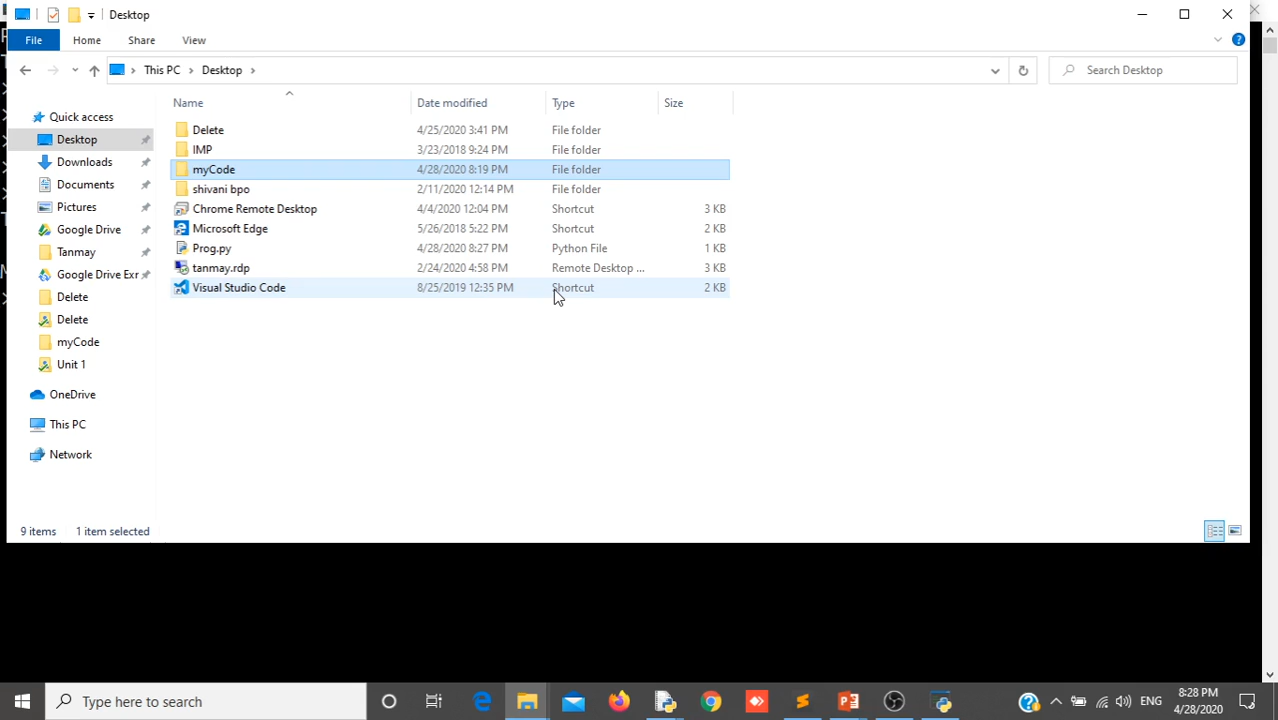 Desktop
File Home Share View
This PC Desktop
Search Desktop
Name Date modified Type Size
Quick access
Desktop
Downloads
Documents
Pictures
Google Drive
Tanmay
Google Drive Exr
Delete
Delete
myCode
Unit 1
OneDrive
This PC
Network
Delete 4/25/2020 3:41 PM File folder
IMP 3/23/2018 9:24 PM File folder
myCode 4/28/2020 8:19 PM File folder
shivani bpo 2/11/2020 12:14 PM File folder
Chrome Remote Desktop 4/4/2020 12:04 PM Shortcut 3 KB
Microsoft Edge 5/26/2018 5:22 PM Shortcut 2 KB
Prog.py 4/28/2020 8:27 PM Python File 1 KB
tanmay.rdp 2/24/2020 4:58 PM Remote Desktop ... 3 KB
Visual Studio Code 8/25/2019 12:35 PM Shortcut 2 KB
9 items 1 item selected
Type here to search
ENG
8:28 PM
4/28/2020